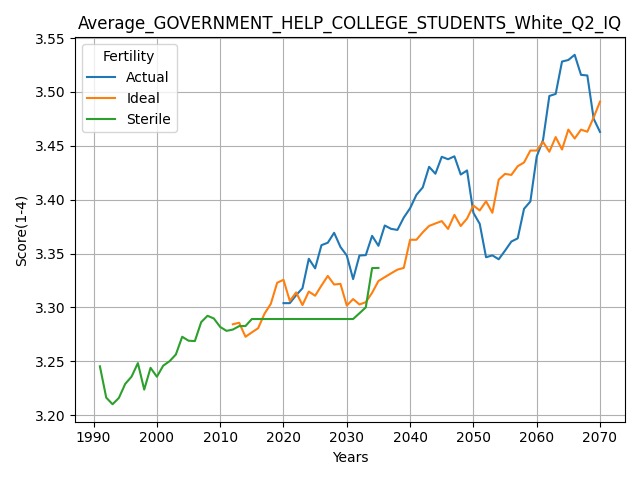 Average_GOVERNMENT_HELP_COLLEGE_STUDENTS_White_Q2_IQ
Fertility
Actual
Ideal
Sterile
Score(1-4)
3.55
3.50
3.45
3.40
3.35
3.30
3.25
3.20
1990 2000 2010 2020 2030 2040 2050 2060 2070
Years